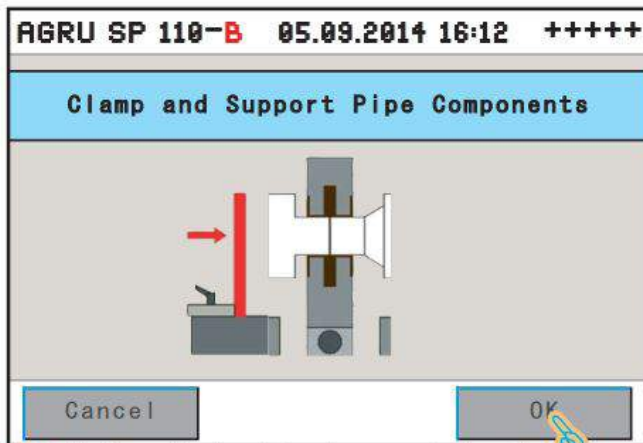 AGRU SP 110-B 05.09.2014 16:12 +++++
Clamp and Support Pipe Components
Cancel OK